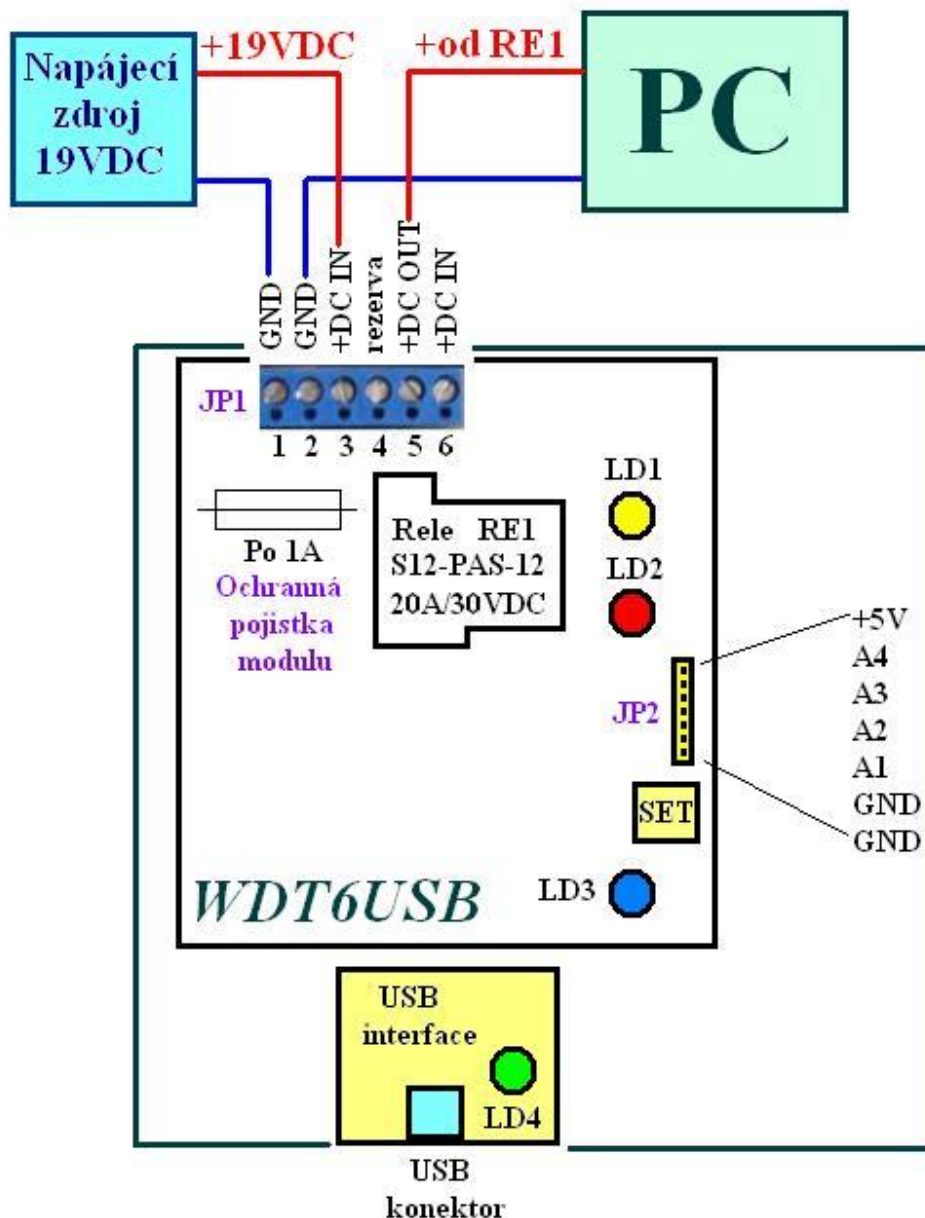 +19VDC
+od RE1
Napájecí
zdroj
19VDC
PC
GND
GND
+DC IN
rezerva
+DC OUT
+DC IN
JP1
1 2 3 4 5 6
LD1
Po 1A
Ochranná
pojistka
modulu
Rele RE1
S12-PAS-12
20A/30VDC
LD2
+5V
A4
A3
A2
A1
GND
GND
JP2
SET
WDT6USB
LD3
USB
interface
LD4
USB
konektor